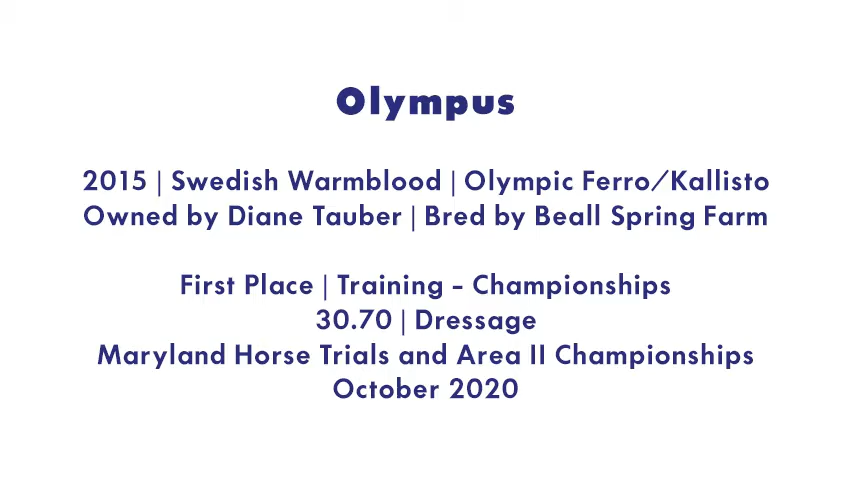 Olympus
2015 | Swedish Warmblood | Olympic Ferro/Kallisto
Owned by Diane Tauber | Bred by Beall Spring Farm
First Place | Training - Championships
30.70 | Dressage
Maryland Horse Trials and Area II Championships
October 2020